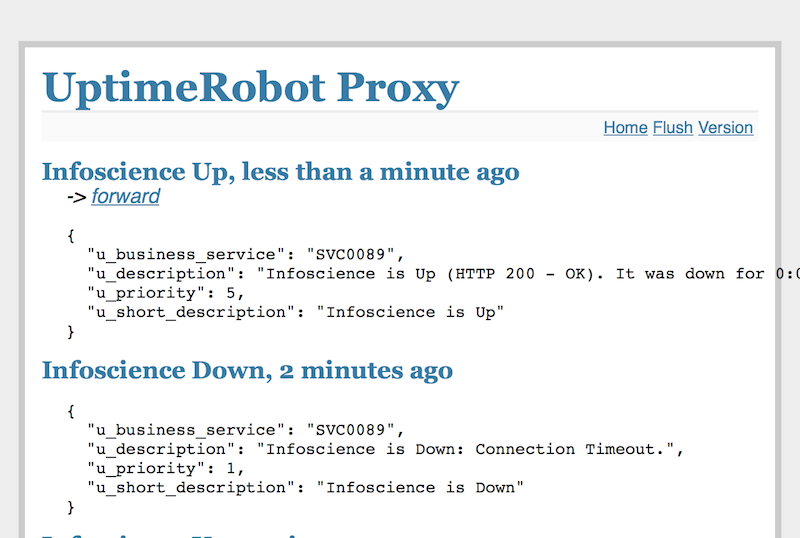 UptimeRobot Proxy
Home Flush Version
Infoscience Up, less than a minute ago
-> forward
{
"u_business_service": "SVC0089",
"u_description": "Infoscience is Up (HTTP 200 - OK). It was down for 0:0
"u_priority": 5,
"u_short_description": "Infoscience is Up"
}
Infoscience Down, 2 minutes ago
{
"u_business_service": "SVC0089",
"u_description": "Infoscience is Down: Connection Timeout.",
"u_priority": 1,
"u_short_description": "Infoscience is Down"
}